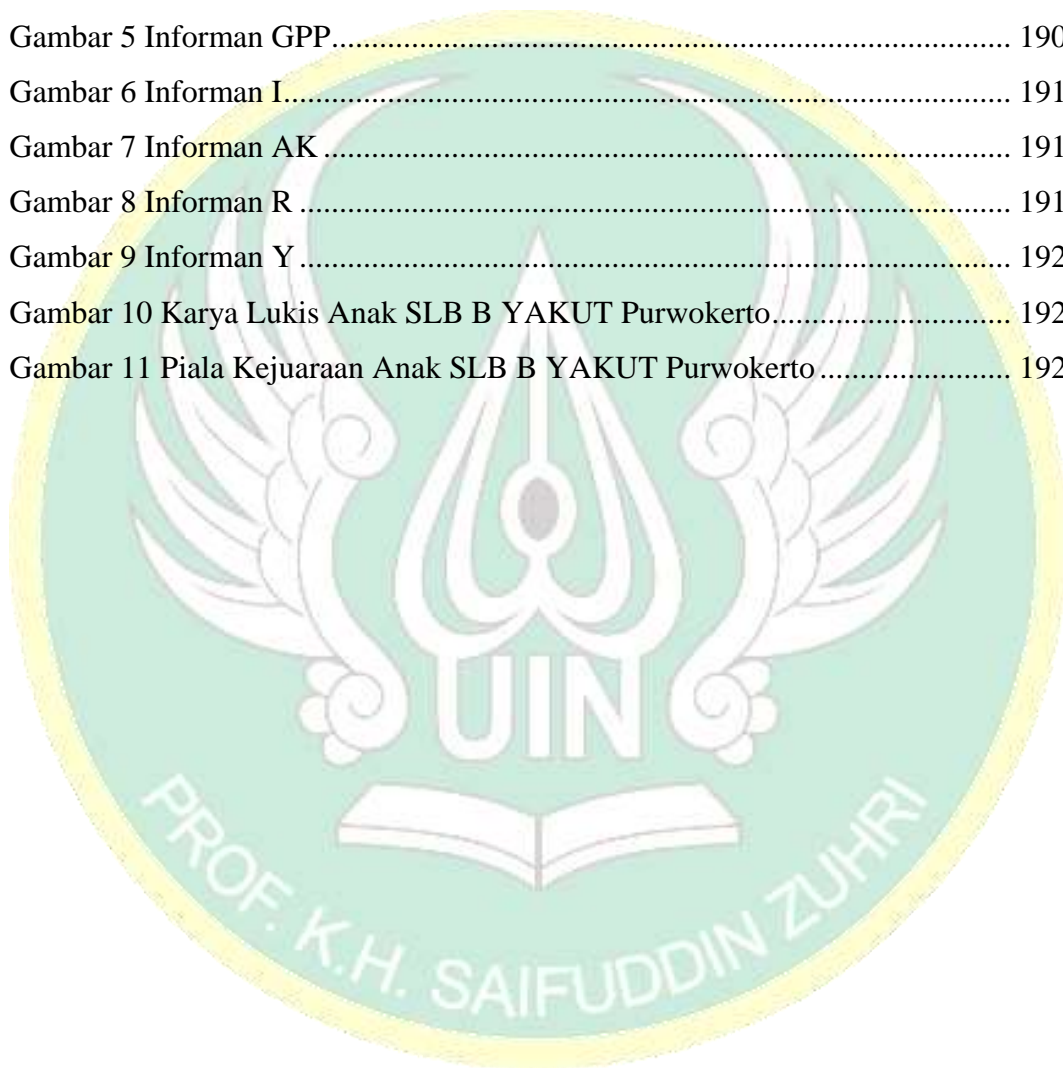 Gambar 5 Informan GPP.................................................................................... 190
Gambar 6 Informan I.......................................................................................... 191
Gambar 7 Informan AK ..................................................................................... 191
Gambar 8 Informan R ........................................................................................ 191
Gambar 9 Informan Y ........................................................................................ 192
Gambar 10 Karya Lukis Anak SLB B YAKUT Purwokerto.............................. 192
Gambar 11 Piala Kejuaraan Anak SLB B YAKUT Purwokerto ........................ 192
UIN
PROF. K.H. SAIFUDDIN ZUHRI